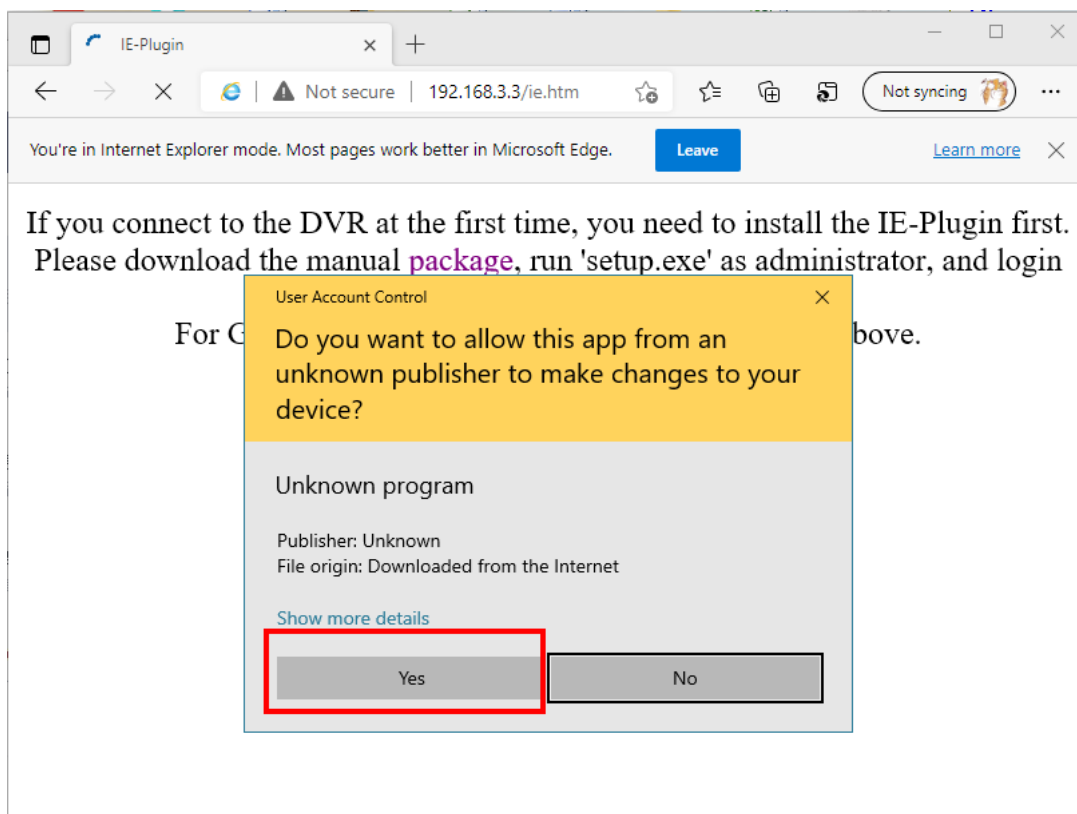 IE-Plugin
Not secure 192.168.3.3/ie.htm Not syncing
You're in Internet Explorer mode. Most pages work better in Microsoft Edge. Leave Learn more
If you connect to the DVR at the first time, you need to install the IE-Plugin first.
Please download the manual package, run 'setup.exe' as administrator, and login
User Account Control
For G
bove.
Do you want to allow this app from an
unknown publisher to make changes to your
device?
Unknown program
Publisher: Unknown
File origin: Downloaded from the Internet
Show more details
Yes No